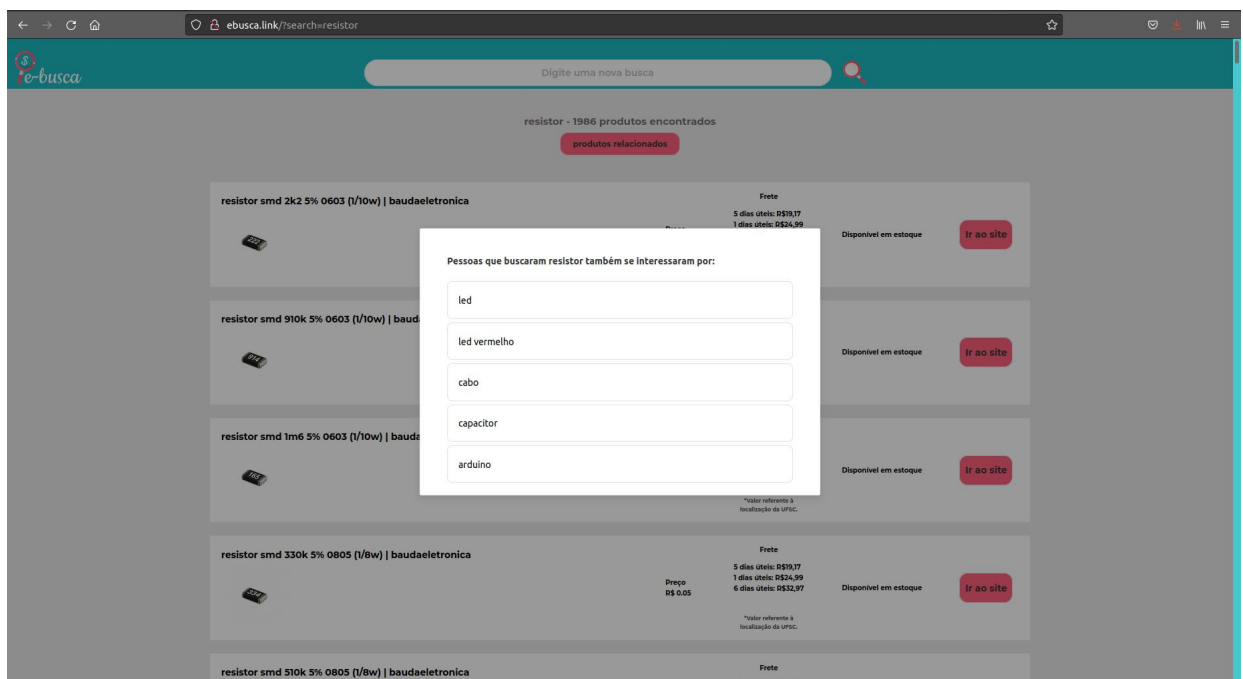 ebusca.link/?search=resistor
e-busca
Digite uma nova busca
resistor - 1986 produtos encontrados
produtos relacionados
resistor smd 2k2 5% 0603 (1/10w) | baudaeletronica
Frete
5 dias úteis: R$19,17
1 dias úteis: R$24,99
Disponível em estoque
Ir ao site
Pessoas que buscaram resistor também se interessaram por:
led
led vermelho
cabo
capacitor
arduino
resistor smd 910k 5% 0603 (1/10w) | baud
914
Disponível em estoque
Ir ao site
resistor smd 1m6 5% 0603 (1/10w) | bauda
165
Disponível em estoque
Ir ao site
*Valor referente à
localização da UFSC.
resistor smd 330k 5% 0805 (1/8w) | baudaeletronica
334
Preço
R$ 0.05
Frete
5 dias úteis: R$19,17
1 dias úteis: R$24,99
6 dias úteis: R$32,97
*Valor referente à
localização da UFSC.
Disponível em estoque
Ir ao site
resistor smd 510k 5% 0805 (1/8w) | baudaeletronica
Frete